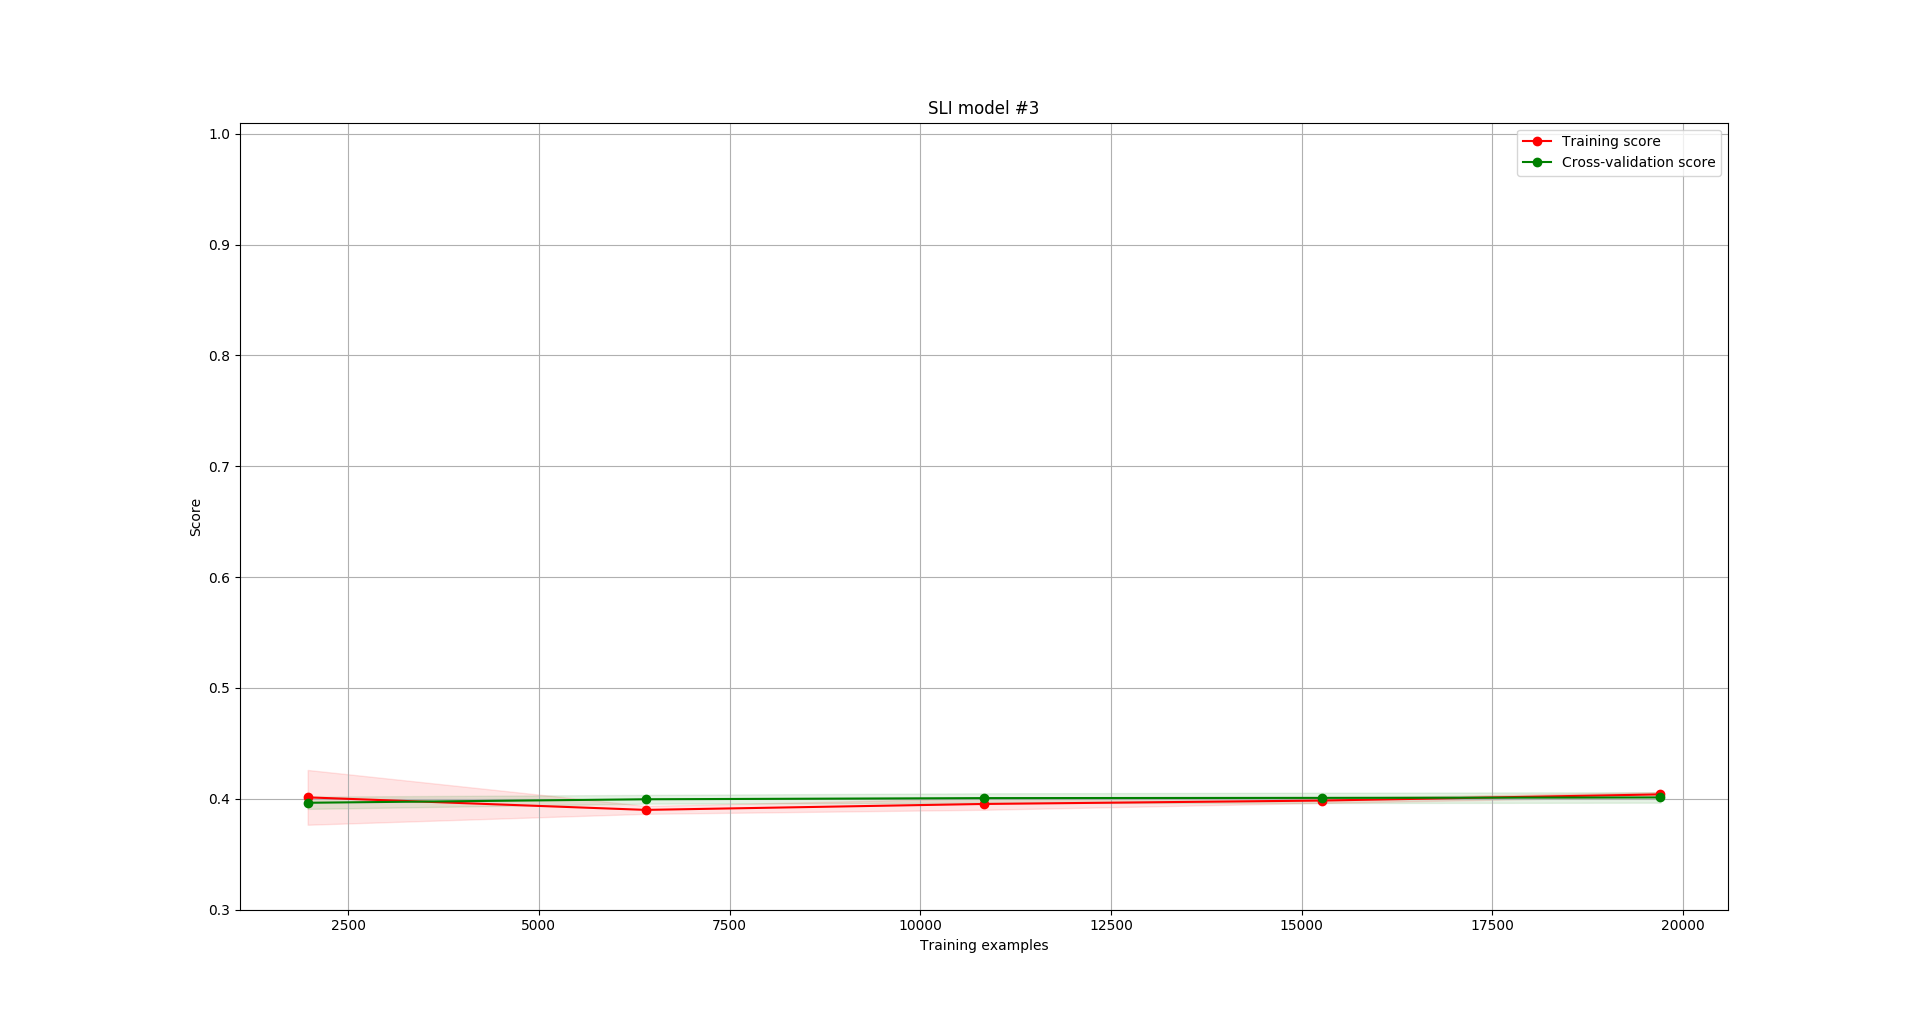 SLI model #3
1.0
0.9
0.8
0.7
0.6
0.5
0.4
0.3
Score
Training score
Cross-validation score
2500 5000 7500 10000 12500 15000 17500 20000
Training examples